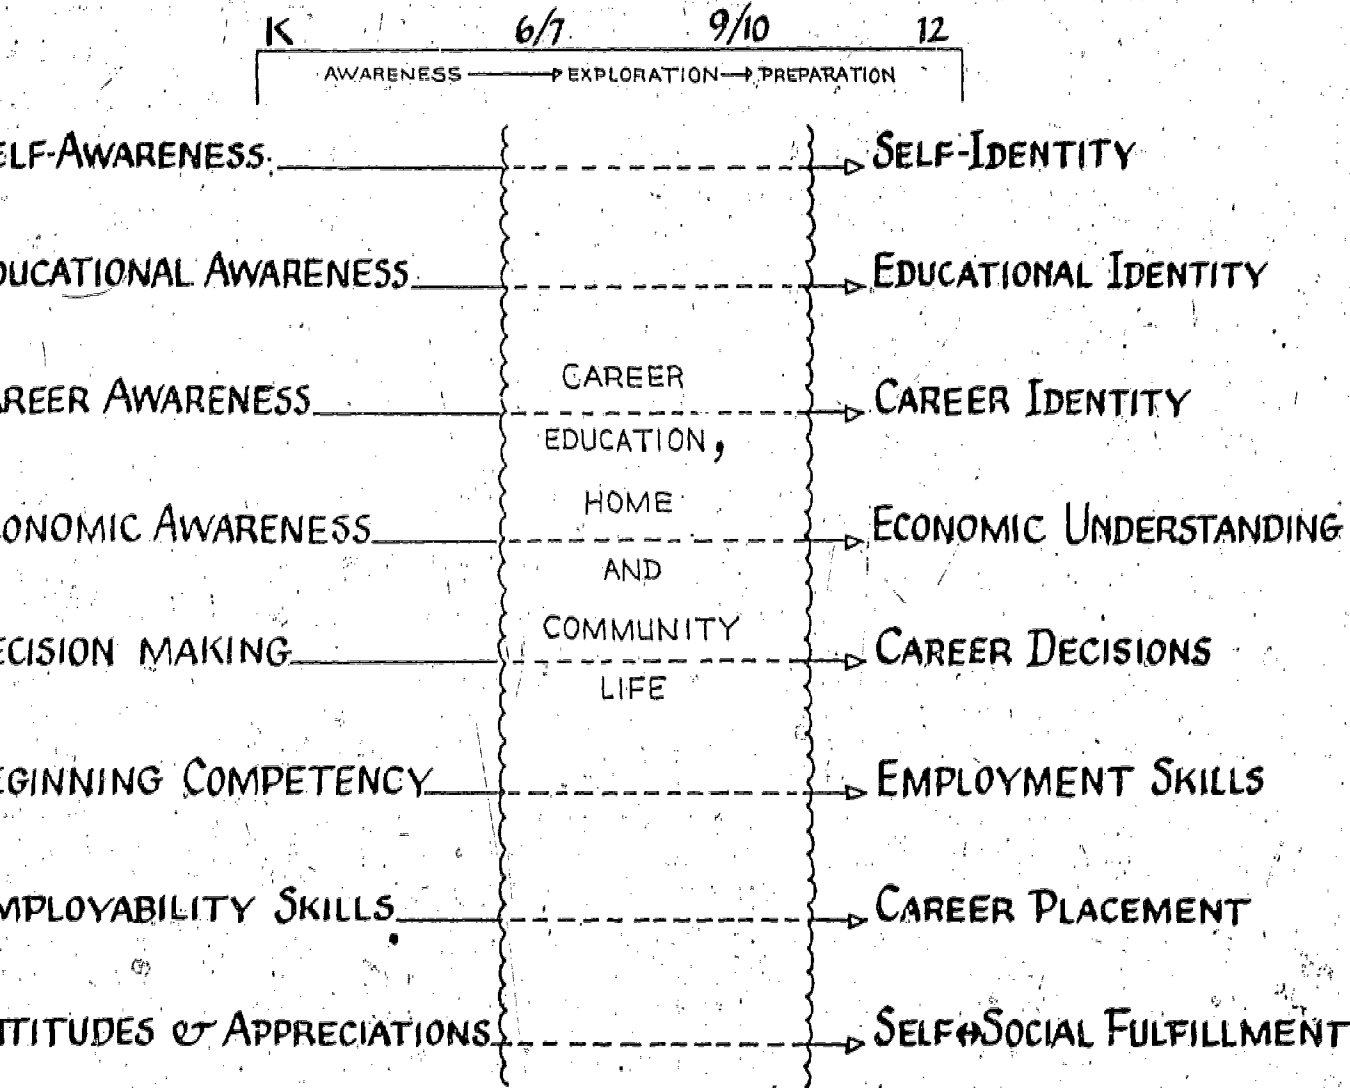 K 6/7 9/10 12
AWARENESS EXPLORATION PREPARATION
ELF-AWARENESS SELF-IDENTITY
DUCATIONAL AWARENESS EDUCATIONAL IDENTITY
CAREER
AREER AWARENESS CAREER IDENTITY
EDUCATION,
HOME
ONOMIC AWARENESS ECONOMIC UNDERSTANDING
AND
COMMUNITY
ECISION MAKING CAREER DECISIONS
LIFE
EGINNING COMPETENCY EMPLOYMENT SKILLS
MPLOYABILITY SKILLS CAREER PLACEMENT
TTITUDES & APPRECIATIONS SELF↔SOCIAL FULFILLMENT